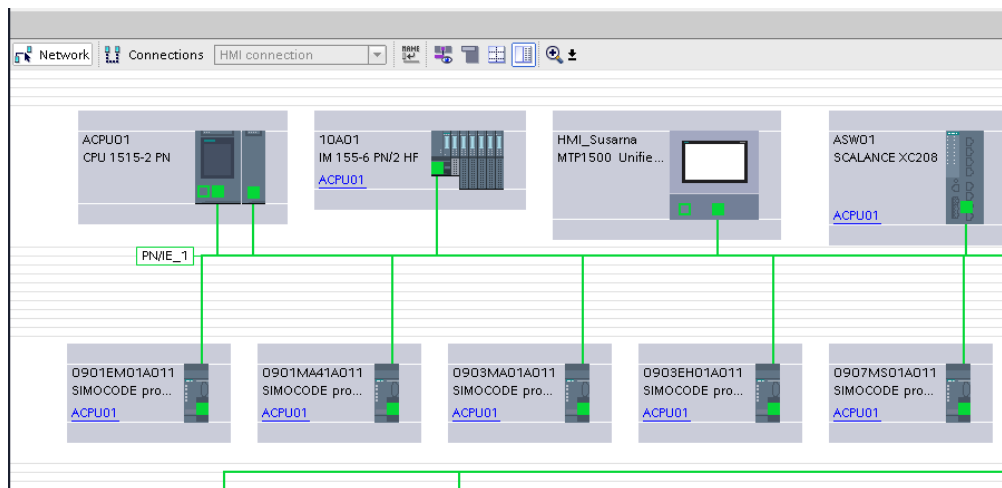 Network
Connections
HMI connection
NAME
ACPU01
CPU 1515-2 PN
10A01
IM 155-6 PN/2 HF
ACPU01
HMI_Susarna
MTP1500 Unifie...
ASW01
SCALANCE XC208
ACPU01
PN/IE_1
0901EM01A011
SIMOCODE pro...
ACPU01
0901MA41A011
SIMOCODE pro...
ACPU01
0903MA01A011
SIMOCODE pro...
ACPU01
0903EH01A011
SIMOCODE pro...
ACPU01
0907MS01A011
SIMOCODE pro...
ACPU01